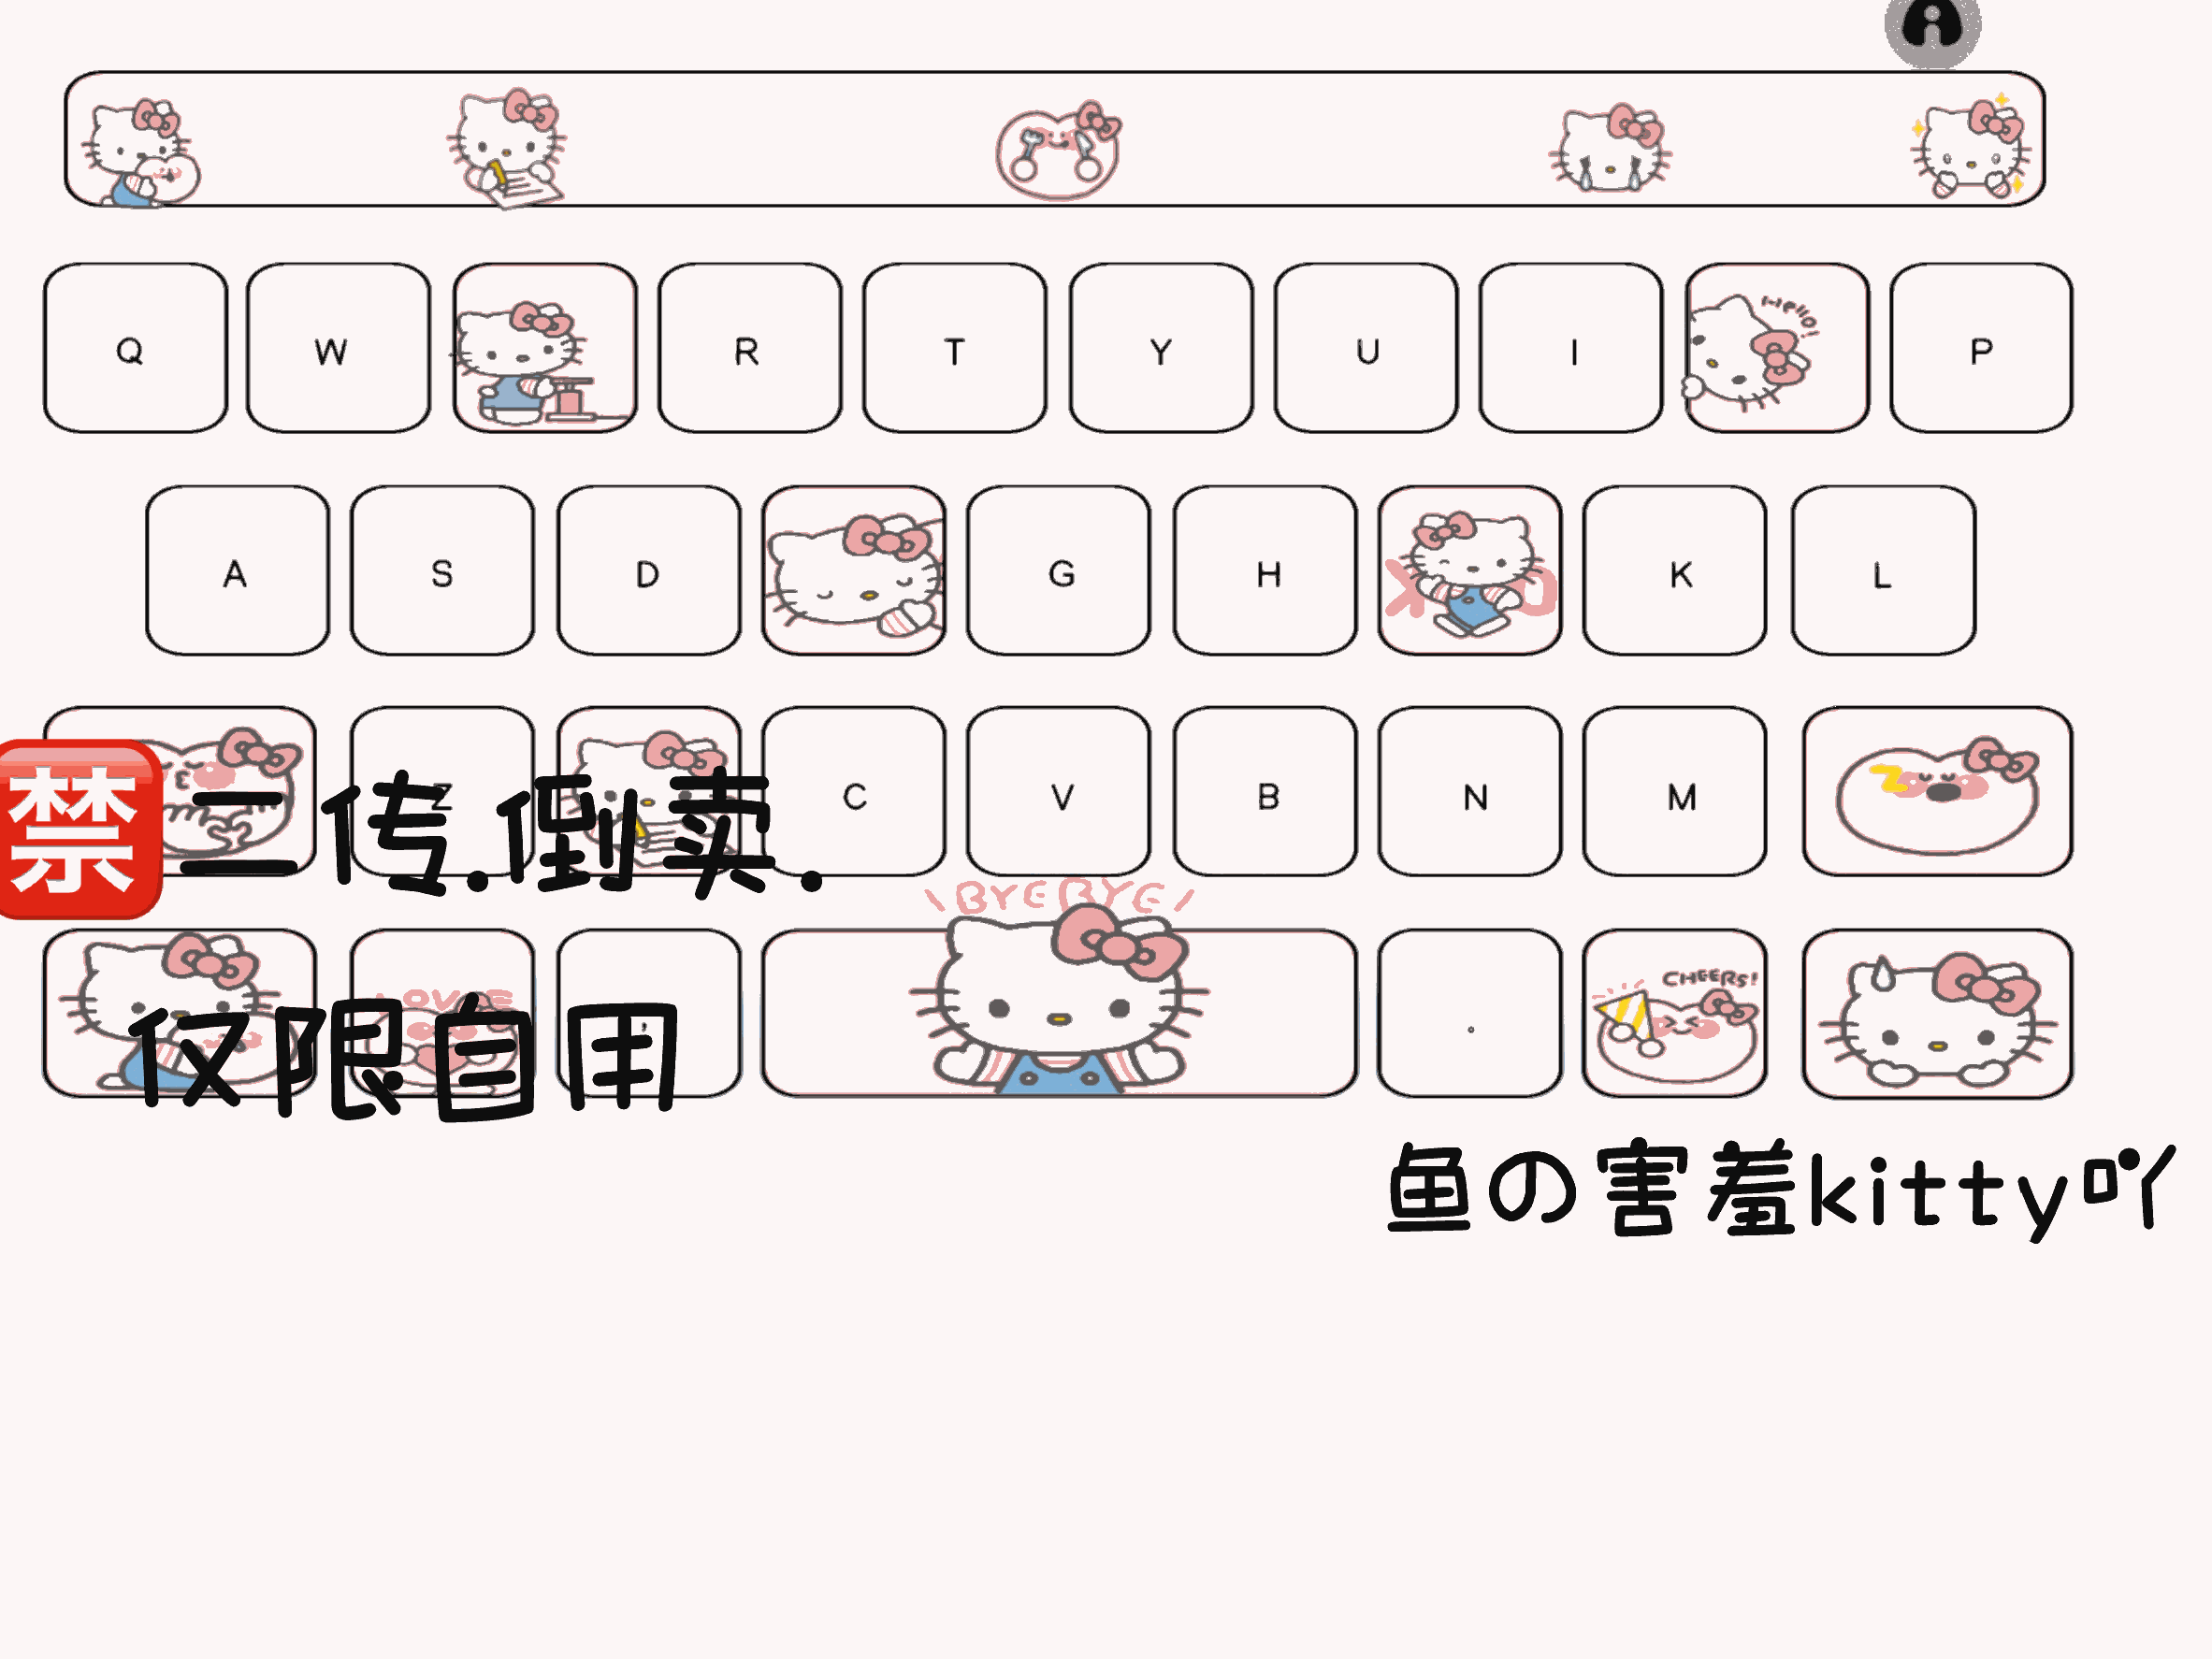 Q W R T Y U I Hello! P
A S D G H X O K L
Z C V B N M Z
禁二传.倒卖.
\BYEBYE!/
LOVE , 。 CHEERS!
仅限自用
鱼の害羞kitty吖